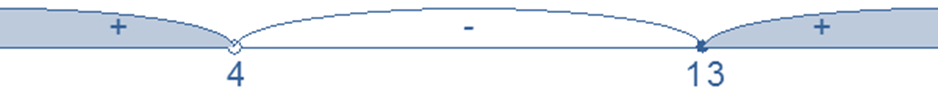 + - +
4 13